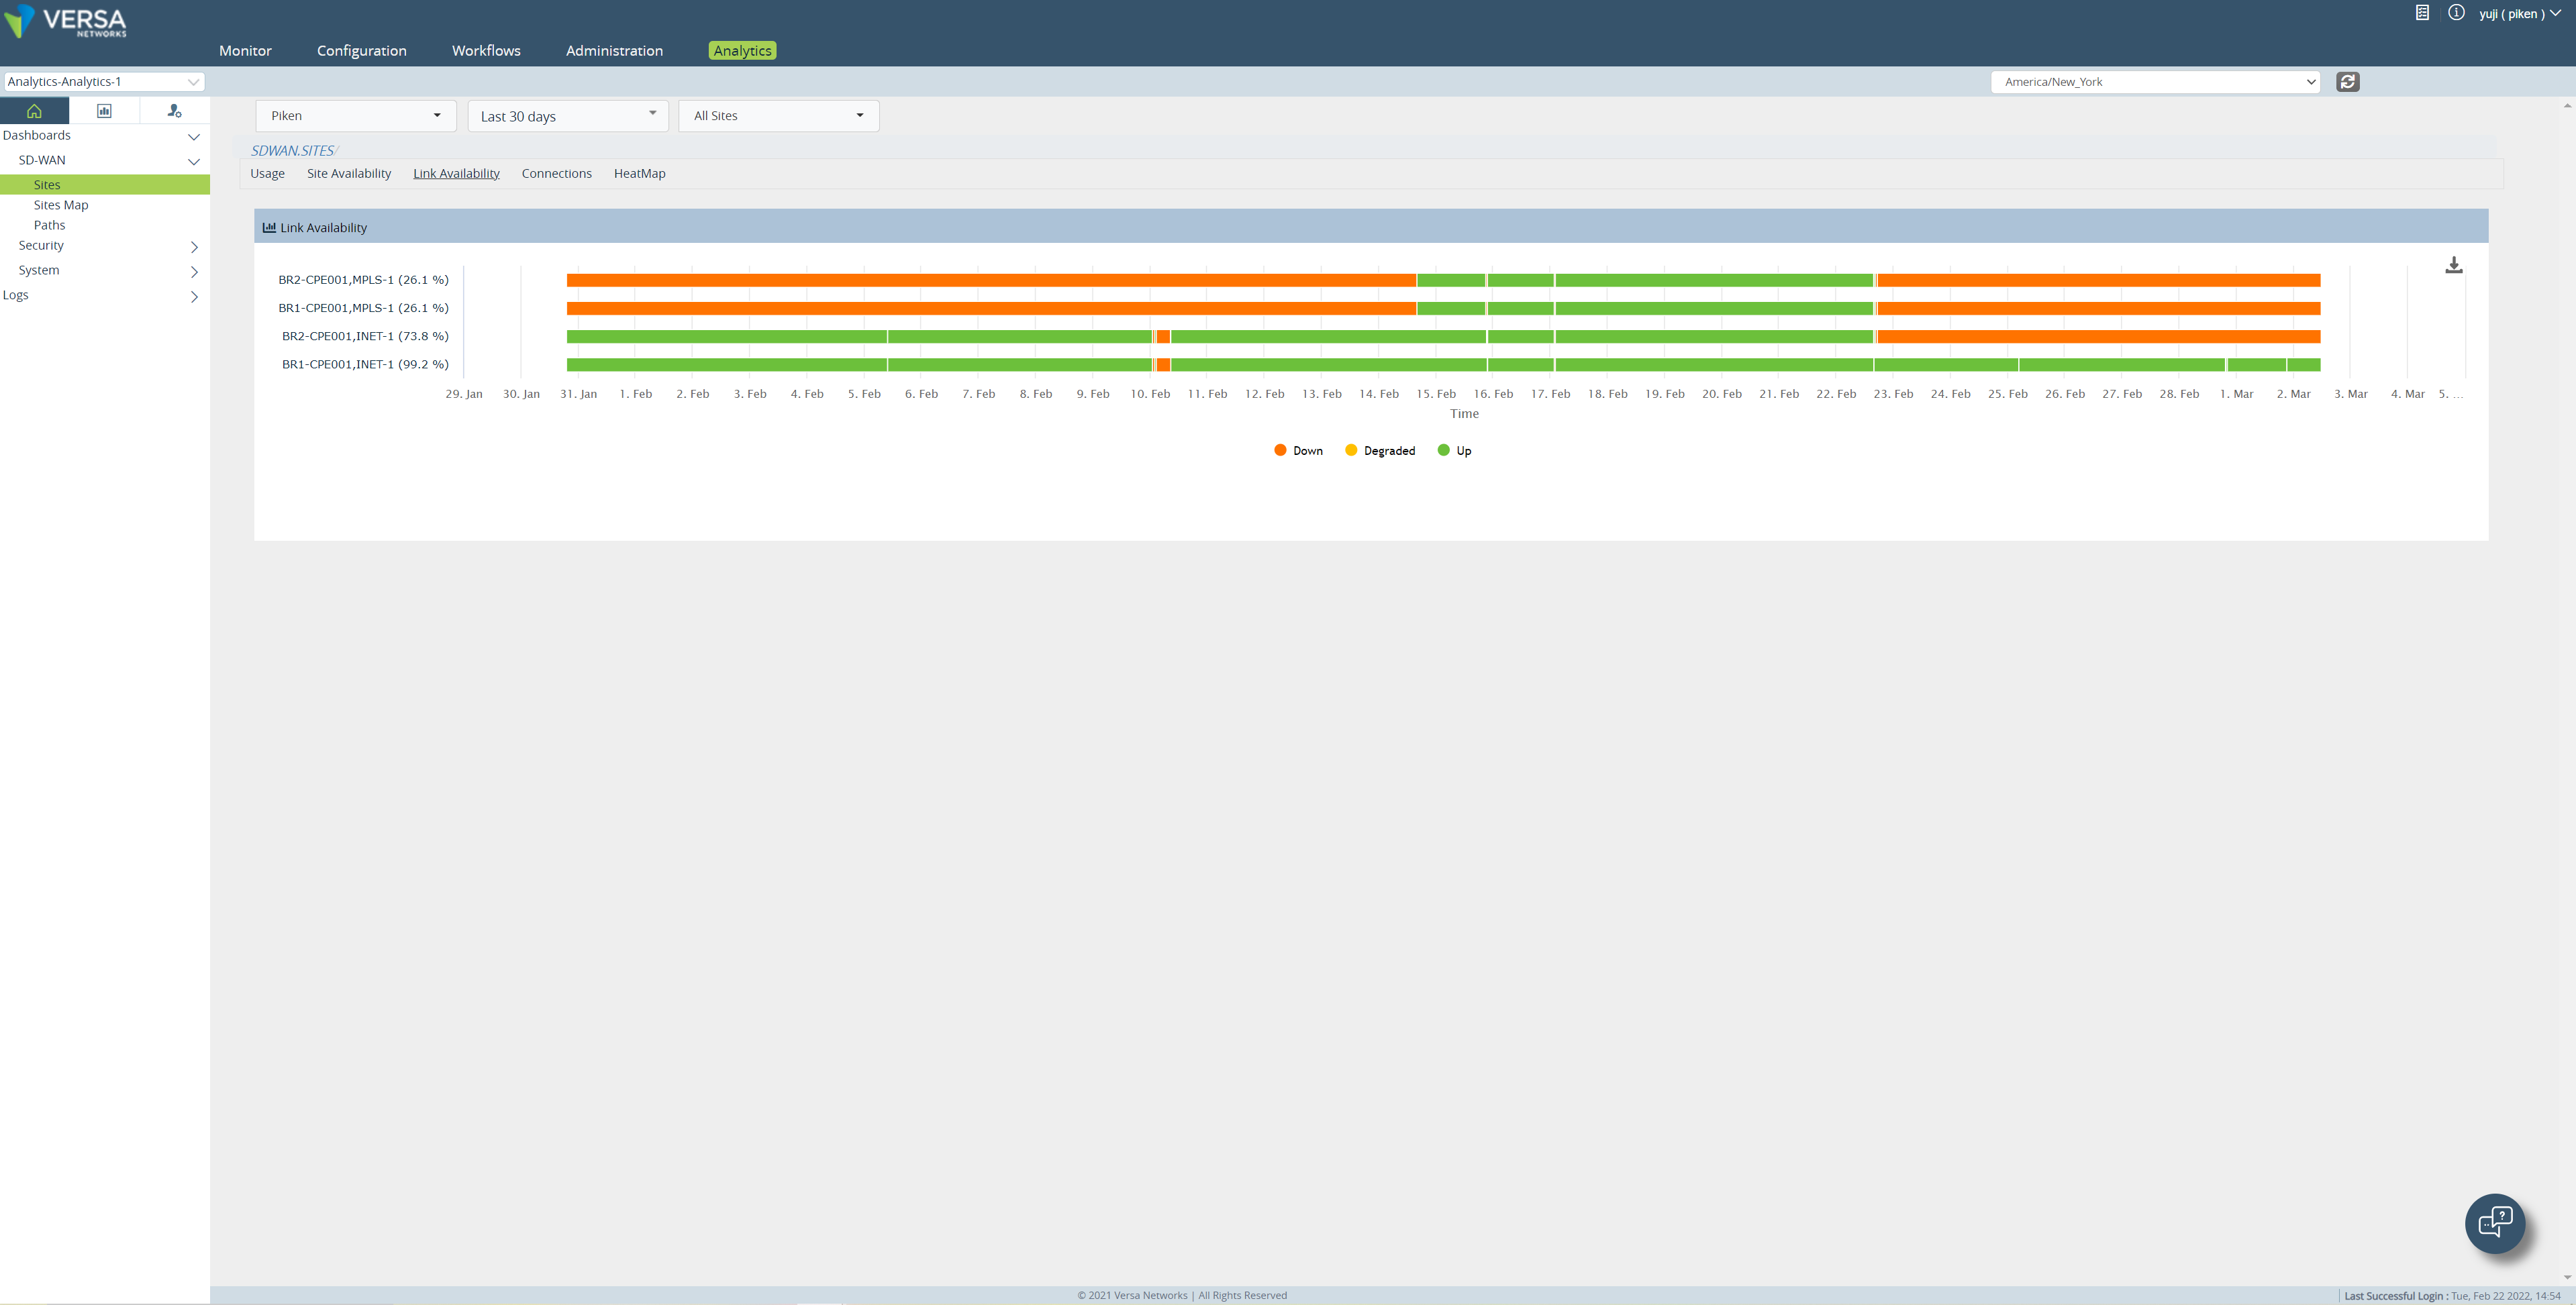 VERSA
NETWORKS
yuji ( piken )
Monitor Configuration Workflows Administration Analytics
Analytics-Analytics-1
America/New_York
Dashboards
SD-WAN
Sites
Sites Map
Paths
Security
System
Logs
Piken
Last 30 days
All Sites
SDWAN.SITES/
Usage Site Availability Link Availability Connections HeatMap
Link Availability
BR2-CPE001,MPLS-1 (26.1 %)
BR1-CPE001,MPLS-1 (26.1 %)
BR2-CPE001,INET-1 (73.8 %)
BR1-CPE001,INET-1 (99.2 %)
29. Jan 30. Jan 31. Jan 1. Feb 2. Feb 3. Feb 4. Feb 5. Feb 6. Feb 7. Feb 8. Feb 9. Feb 10. Feb 11. Feb 12. Feb 13. Feb 14. Feb 15. Feb 16. Feb 17. Feb 18. Feb 19. Feb 20. Feb 21. Feb 22. Feb 23. Feb 24. Feb 25. Feb 26. Feb 27. Feb 28. Feb 1. Mar 2. Mar 3. Mar 4. Mar 5. ...
Time
Down Degraded Up
© 2021 Versa Networks | All Rights Reserved
Last Successful Login : Tue, Feb 22 2022, 14:54